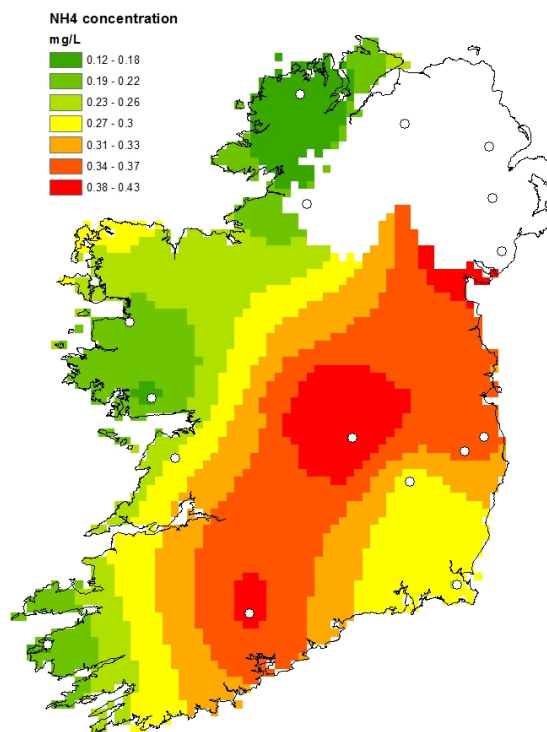 NH4 concentration
mg/L
0.12 - 0.18
0.19 - 0.22
0.23 - 0.26
0.27 - 0.3
0.31 - 0.33
0.34 - 0.37
0.38 - 0.43